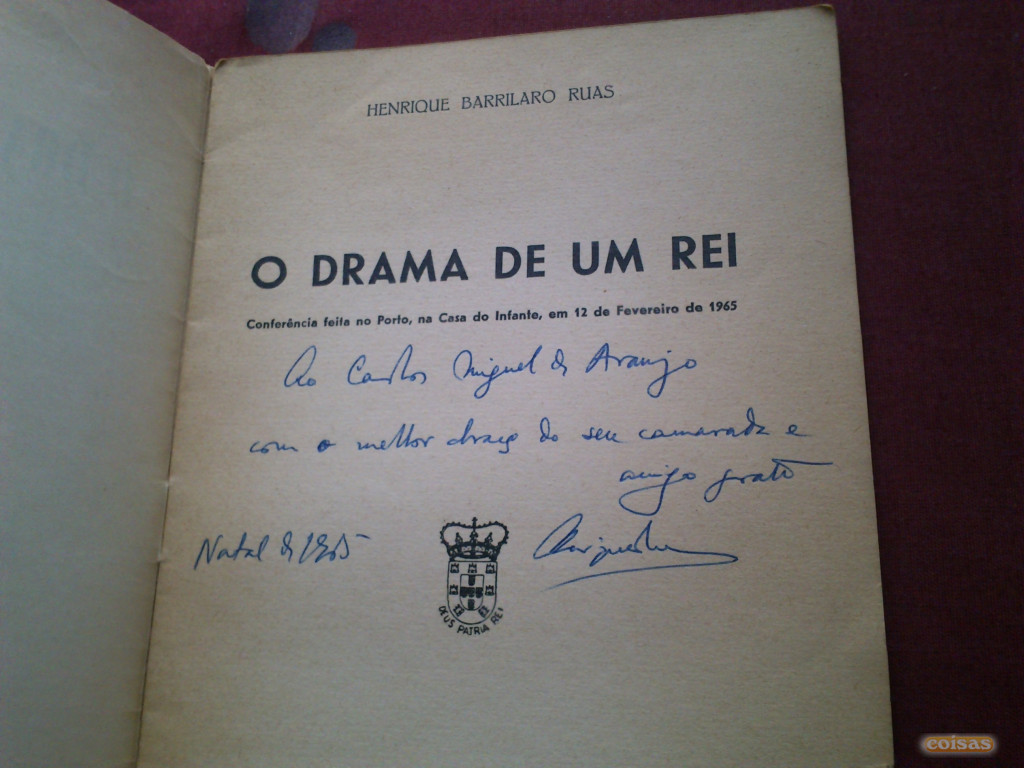 HENRIQUE BARRILARO RUAS
O DRAMA DE UM REI
Conferência feita no Porto, na Casa do Infante, em 12 de Fevereiro de 1965
Ao Carlos Miguel de Araujo
com o melhor abraço do seu camarada e
amigo grato
Natal de 1965
DEUS PATRIA REI
coisas